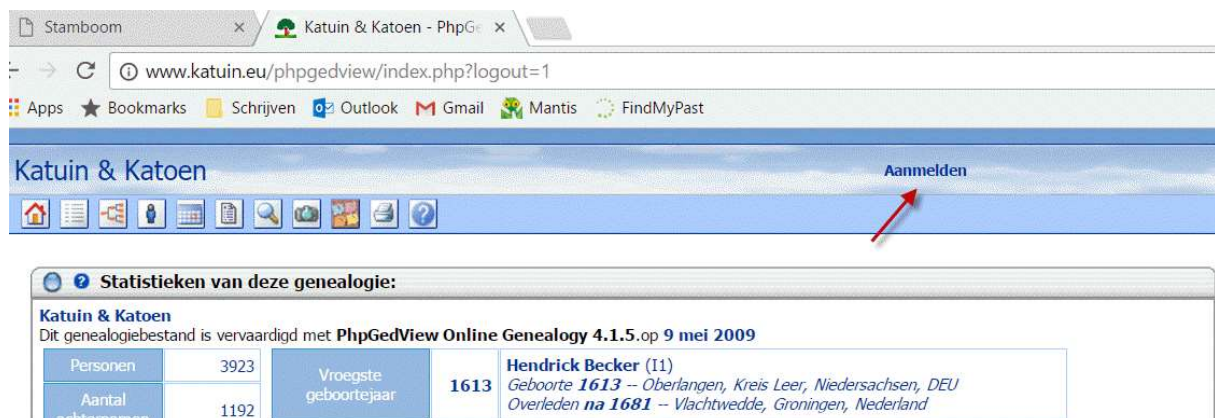 Stamboom
Katuin & Katoen - PhpGe
www.katuin.eu/phpgedview/index.php?logout=1
Apps Bookmarks Schrijven Outlook Gmail Mantis FindMyPast
Katuin & Katoen
Aanmelden
Statistieken van deze genealogie:
Katuin & Katoen
Dit genealogiebestand is vervaardigd met PhpGedView Online Genealogy 4.1.5.op 9 mei 2009
Personen 3923
Aantal
1192
Vroegste
geboortejaar
1613
Hendrick Becker (I1)
Geboorte 1613 -- Oberlangen, Kreis Leer, Niedersachsen, DEU
Overleden na 1681 -- Vlachtwedde, Groningen, Nederland